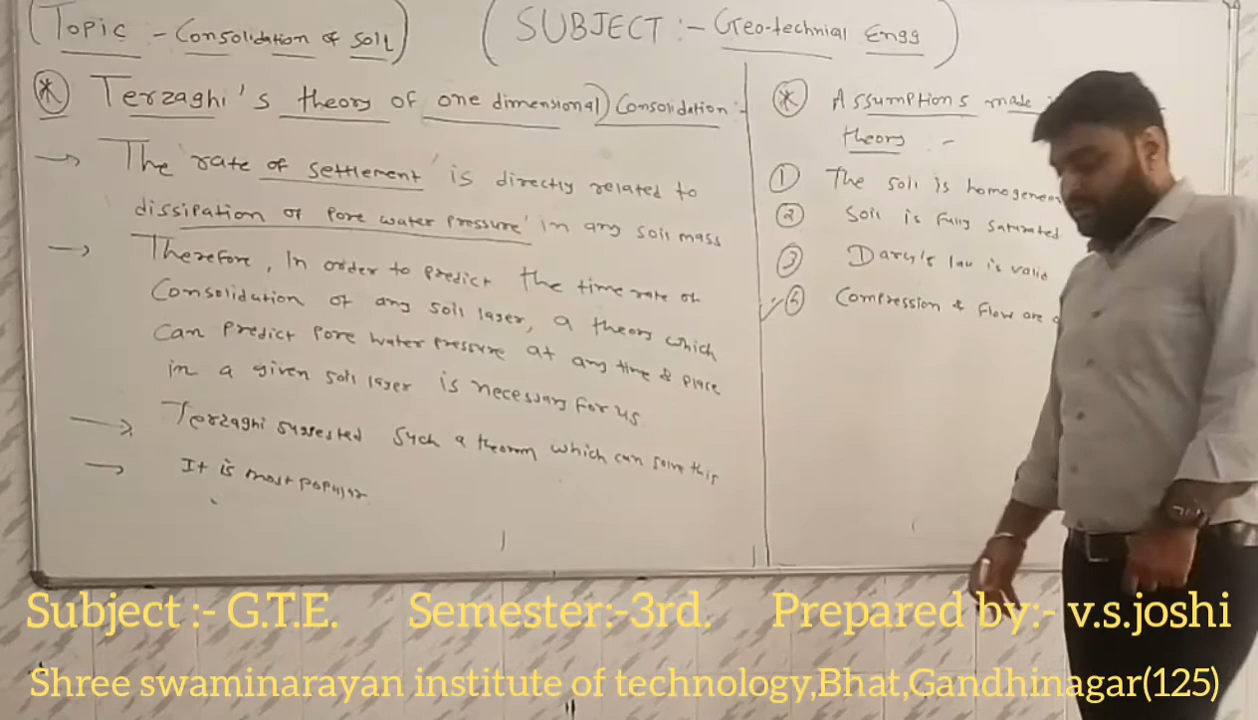 (Topic - Consolidation of Soil)
(SUBJECT :- Geo-technial Engg)
* Terzaghi's theory of one dimensional) Consolidation :-
→ The 'rate of settlement' is directly related to
dissipation of Pore water Pressure' in any soil mass
→ Therefore, In order to Predict the time rate of
Consolidation of any soil layer, a theory which
can Predict Pore water pressure at any time & place
in a given soil layer is necessary for us.
→ Terzaghi suggested such a theorm which can solve this
→ It is most popular
* Assumptions made
theory :-
① The soil is homogeneou
② Soil is fully saturated
③ Darcy's law is valid
Compression & flow are
Subject :- G.T.E. Semester:-3rd. Prepared by:- v.s.joshi
Shree swaminarayan institute of technology,Bhat,Gandhinagar(125)